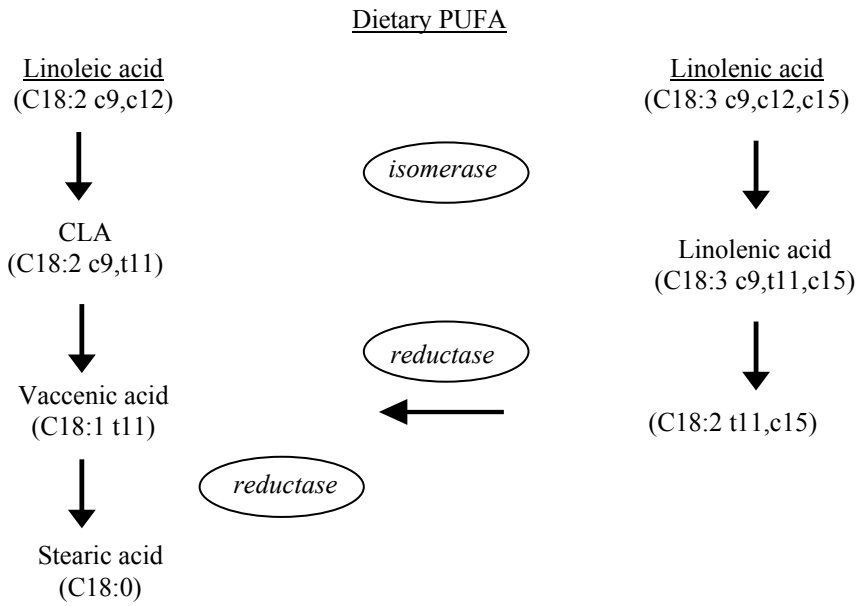 Dietary PUFA
Linoleic acid
(C18:2 c9,c12)
Linolenic acid
(C18:3 c9,c12,c15)
isomerase
CLA
(C18:2 c9,t11)
Linolenic acid
(C18:3 c9,t11,c15)
reductase
Vaccenic acid
(C18:1 t11)
(C18:2 t11,c15)
reductase
Stearic acid
(C18:0)